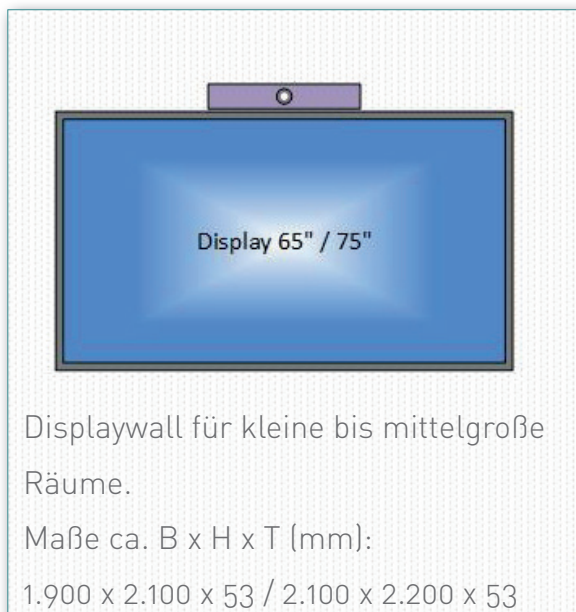 Display 65" / 75"
Displaywall für kleine bis mittelgroße
Räume.
Maße ca. B x H x T (mm):
1.900 x 2.100 x 53 / 2.100 x 2.200 x 53